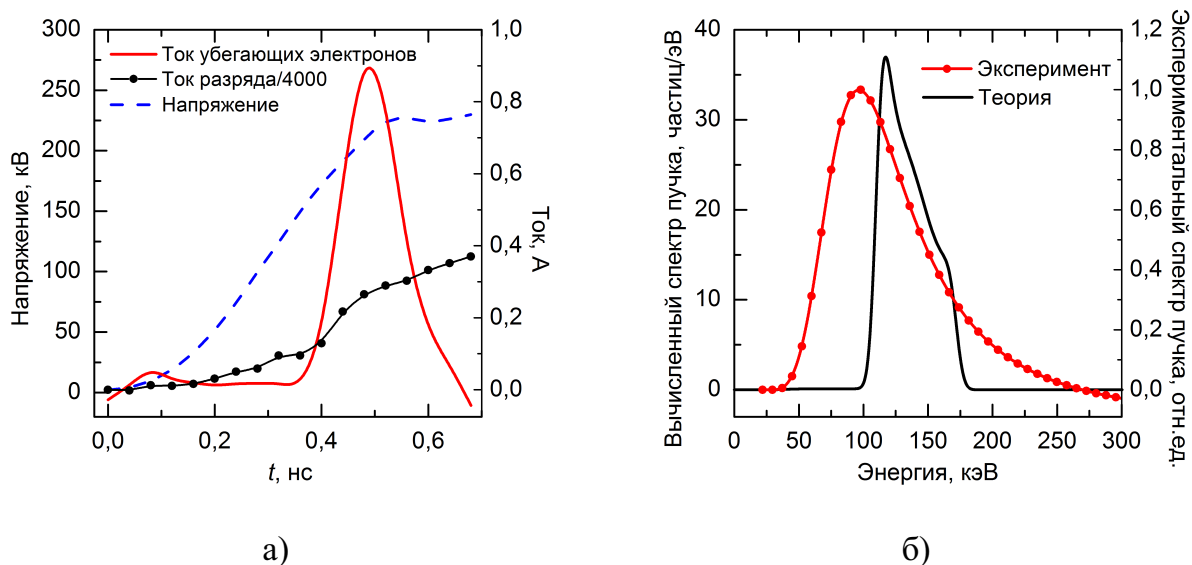 300
250
200
150
100
50
0
Напряжение, кВ
Ток убегающих электронов
Ток разряда/4000
Напряжение
1,0
0,8
0,6
0,4
0,2
0,0
Ток, А
0,0 0,2 0,4 0,6
t, нс
а)
40
30
20
10
0
Вычисленный спектр пучка, частиц/эВ
Эксперимент
Теория
1,2
1,0
0,8
0,6
0,4
0,2
0,0
Экспериментальный спектр пучка, отн.ед.
0 50 100 150 200 250 300
Энергия, кэВ
б)